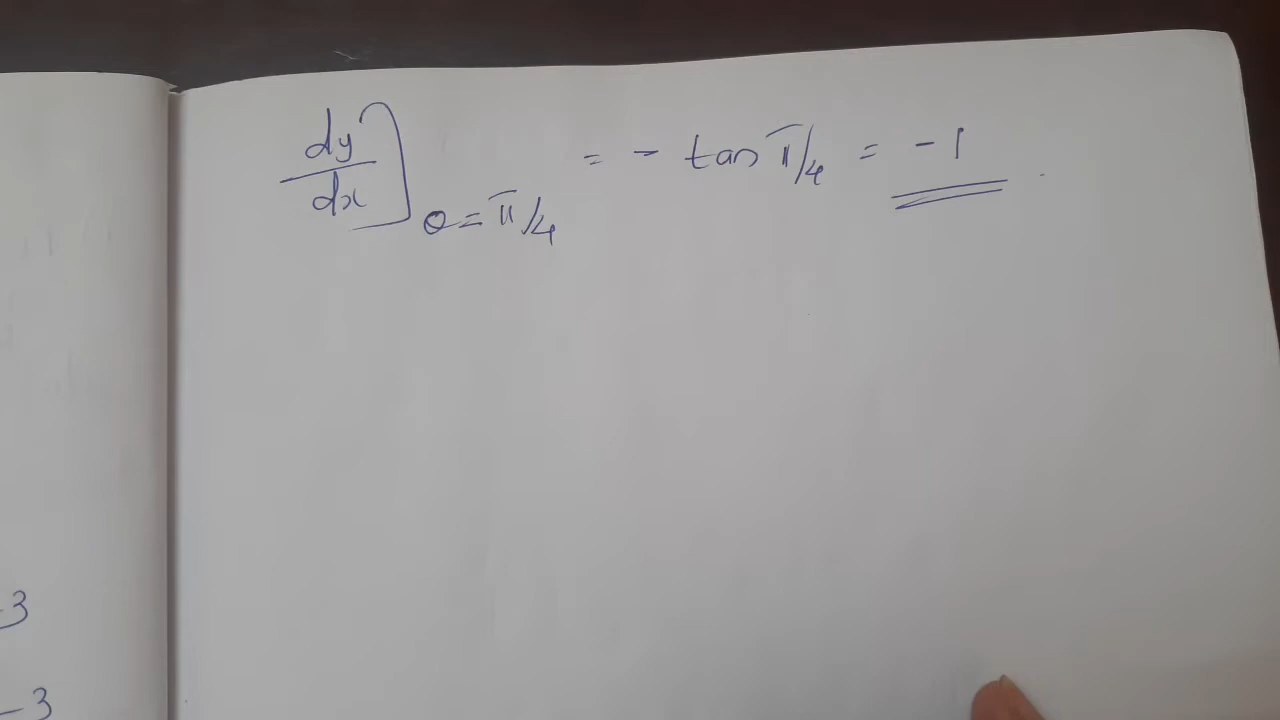 dy/dx]θ = π/4 = - tan π/4 = -1
-3
-3